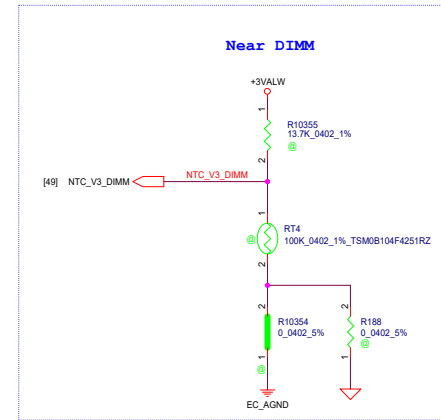 Near DIMM
+3VALW
1
R10355
13.7K_0402_1%
@
2
[49] NTC_V3_DIMM
NTC_V3_DIMM
1
RT4
@
100K_0402_1%_TSM0B104F4251RZ
2
2
2
R10354
R188
0_0402_5%
0_0402_5%
@
1
1
@
EC_AGND